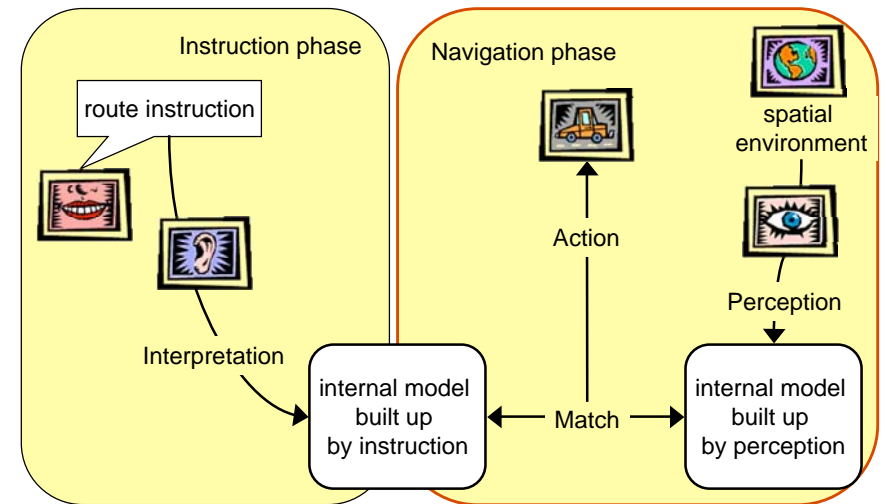 Instruction phase
route instruction
Interpretation
internal model
built up
by instruction
Navigation phase
spatial
environment
Action
Perception
Match
internal model
built up
by perception